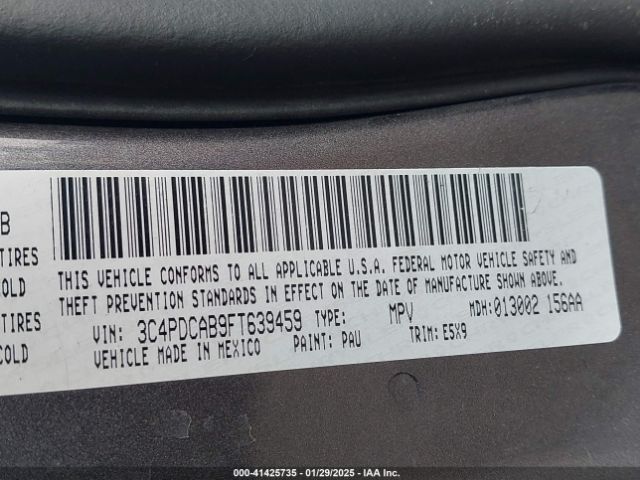 B
TIRES
COLD
TIRES
COLD
THIS VEHICLE CONFORMS TO ALL APPLICABLE U.S.A. FEDERAL MOTOR VEHICLE SAFETY AND
THEFT PREVENTION STANDARDS IN EFFECT ON THE DATE OF MANUFACTURE SHOWN ABOVE.
VIN: 3C4PDCAB9FT639459 TYPE: MPV MDH:013002 156AA
VEHICLE MADE IN MEXICO PAINT: PAU TRIM: E5X9
000-41425735 - 01/29/2025 - IAA Inc.